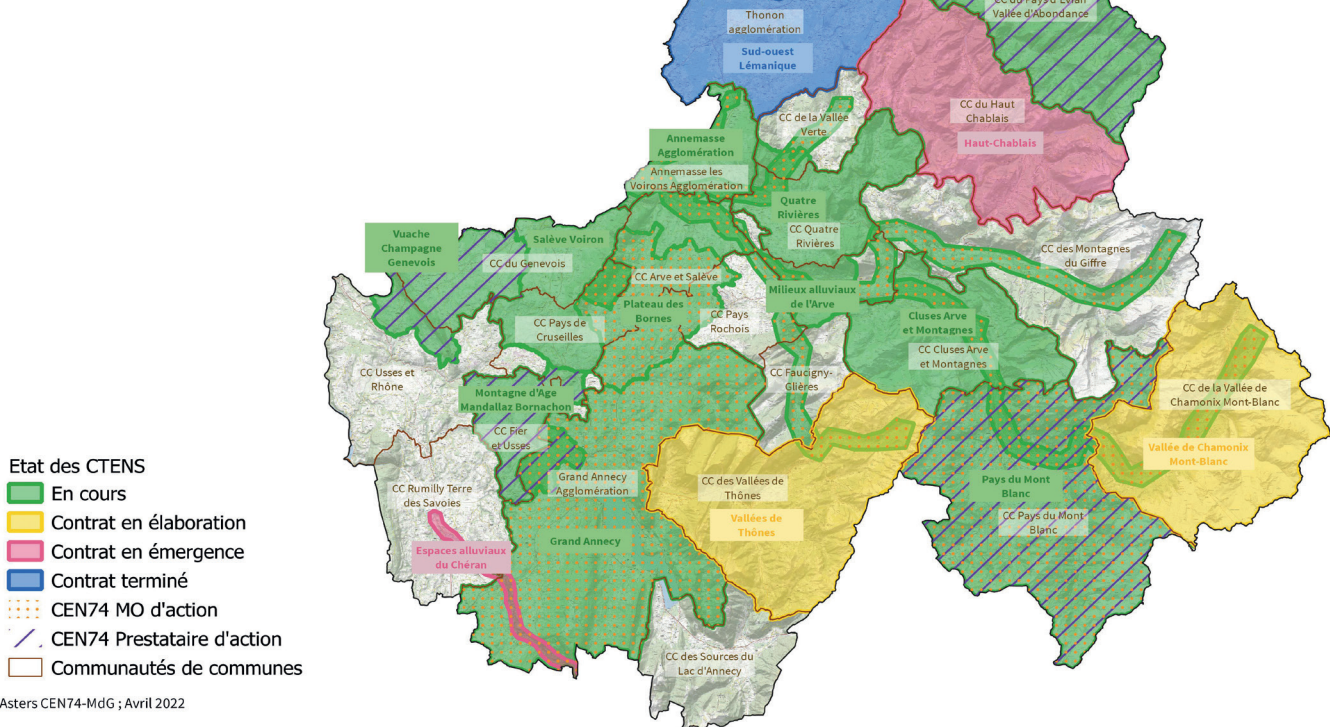 CC du Pays d'Evian
Vallée d'Abondance
Thonon
agglomération
Sud-ouest
Lémanique
CC du Haut
Chablais
Haut-Chablais
CC de la Vallée
Verte
Annemasse
Agglomération
Annemasse les
Voirons Agglomération
Quatre
Rivières
CC Quatre
Rivières
Vuache
Champagne
Genevois
Salève Voiron
CC du Genevois
CC des Montagnes
du Giffre
CC Arve et Salève
Milieux alluviaux
de l'Arve
Plateau des
Bornes
CC Pays
Rochois
Cluses Arve
et Montagnes
CC Cluses Arve
et Montagnes
CC Pays de
Cruseilles
CC Usses et
Rhône
CC Faucigny-
Glières
Montagne d'Age
Mandallaz Bornachon
CC Fier
et Usses
CC de la Vallée de
Chamonix Mont-Blanc
Vallée de Chamonix
Mont-Blanc
Grand Annecy
Agglomération
CC des Vallées de
Thônes
Vallées de
Thônes
Pays du Mont
Blanc
CC Pays du Mont
Blanc
CC Rumilly Terre
des Savoies
Grand Annecy
Espaces alluviaux
du Chéran
CC des Sources du
Lac d'Annecy
Etat des CTENS
En cours
Contrat en élaboration
Contrat en émergence
Contrat terminé
CEN74 MO d'action
CEN74 Prestataire d'action
Communautés de communes
Asters CEN74-MdG ; Avril 2022